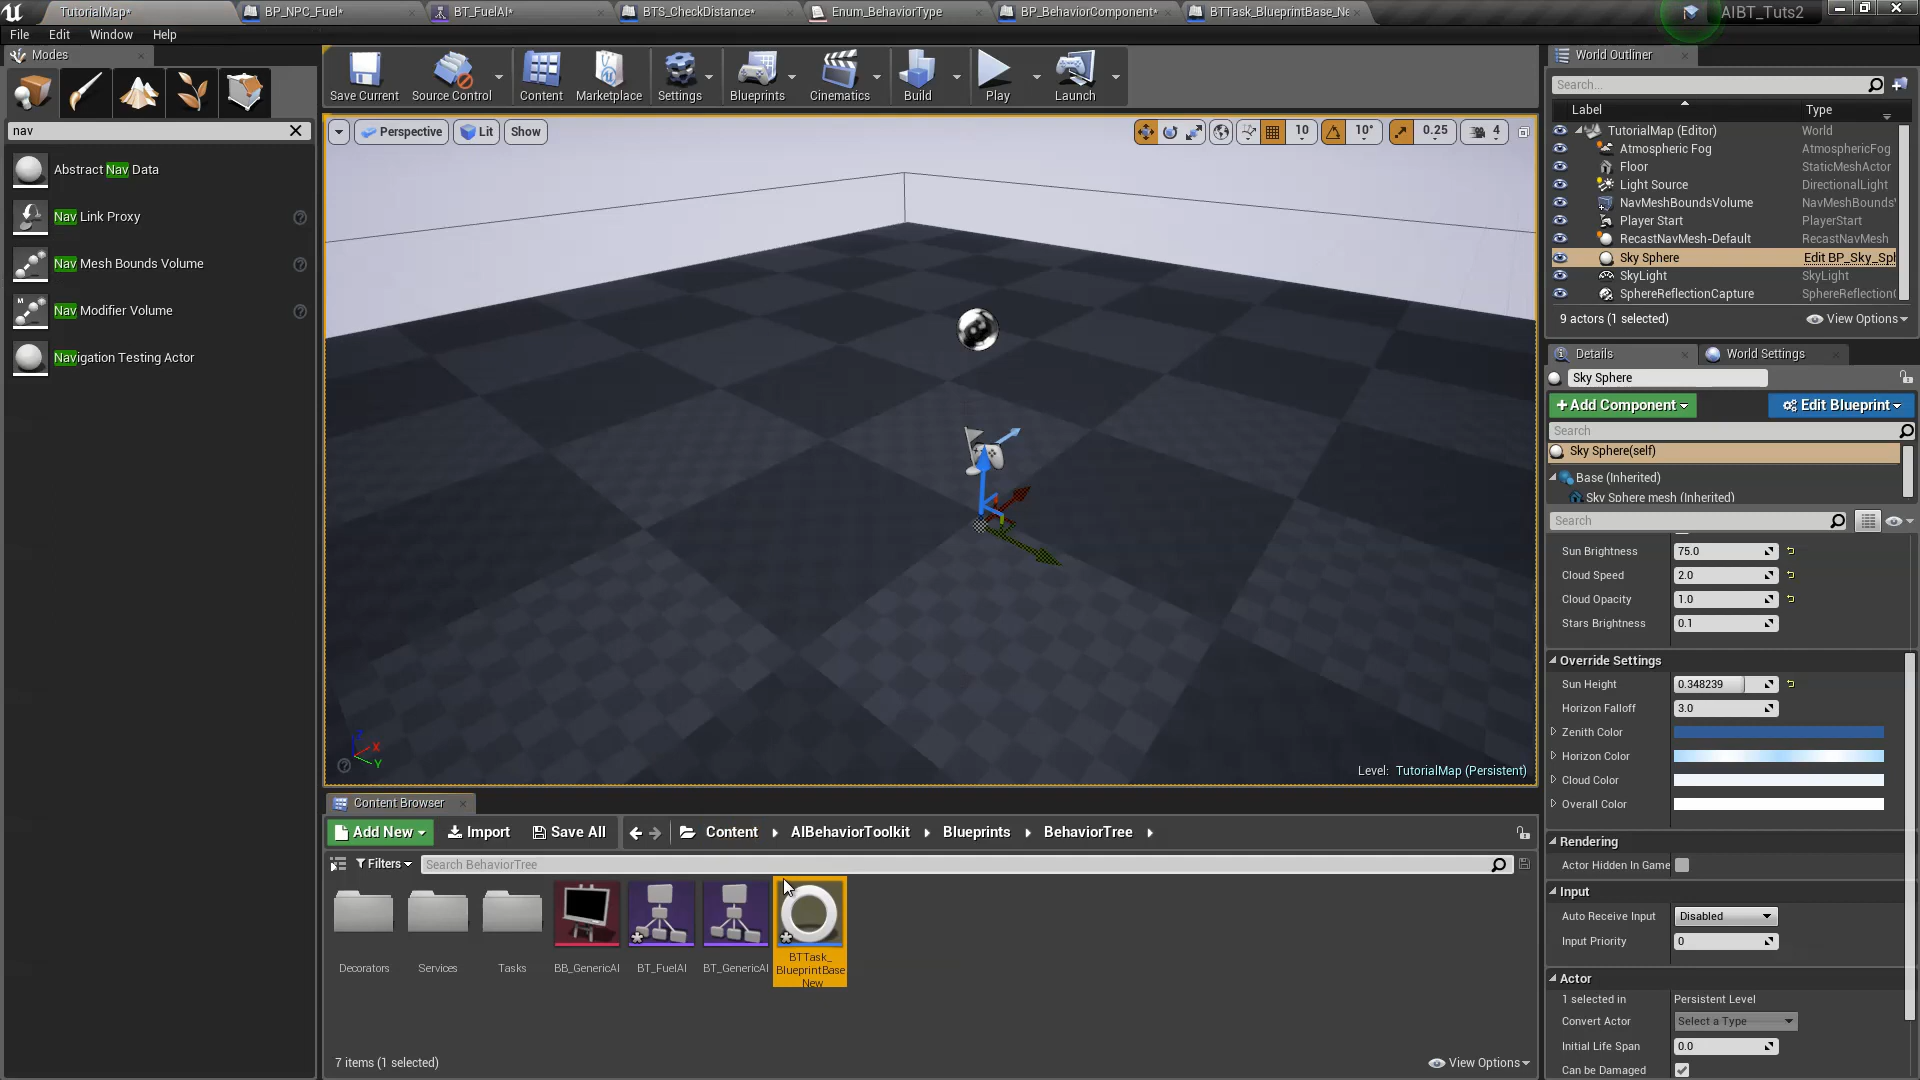 TutorialMap*
BP_NPC_Fuel*
BT_FuelAI*
BTS_CheckDistance*
Enum_BehaviorType
BP_BehaviorComponent*
BTTask_BlueprintBase_Ne
AIBT_Tuts2
File
Edit
Window
Help
Modes
nav
Abstract Nav Data
Nav Link Proxy
Nav Mesh Bounds Volume
Nav Modifier Volume
Navigation Testing Actor
Save Current
Source Control
Content
Marketplace
Settings
Blueprints
Cinematics
Build
Play
Launch
Perspective
Lit
Show
10
10°
0.25
4
Level: TutorialMap (Persistent)
X
Y
World Outliner
Search...
Label
Type
TutorialMap (Editor)
World
Atmospheric Fog
AtmosphericFog
Floor
StaticMeshActor
Light Source
DirectionalLight
NavMeshBoundsVolume
NavMeshBounds
Player Start
PlayerStart
RecastNavMesh-Default
RecastNavMesh
Sky Sphere
Edit BP_Sky_Sph
SkyLight
SkyLight
SphereReflectionCapture
SphereReflection
9 actors (1 selected)
View Options
Details
World Settings
Sky Sphere
+ Add Component
Edit Blueprint
Search
Sky Sphere(self)
Base (Inherited)
Sky Sphere mesh (Inherited)
Search
Sun Brightness
75.0
Cloud Speed
2.0
Cloud Opacity
1.0
Stars Brightness
0.1
Override Settings
Sun Height
0.348239
Horizon Falloff
3.0
Zenith Color
Horizon Color
Cloud Color
Overall Color
Rendering
Actor Hidden In Game
Input
Auto Receive Input
Disabled
Input Priority
0
Actor
1 selected in
Persistent Level
Convert Actor
Select a Type
Initial Life Span
0.0
Can be Damaged
Content Browser
Add New
Import
Save All
Content
AIBehaviorToolkit
Blueprints
BehaviorTree
Filters
Search BehaviorTree
Decorators
Services
Tasks
BB_GenericAI
BT_FuelAI
BT_GenericAI
BTTask_
BlueprintBase
New
7 items (1 selected)
View Options